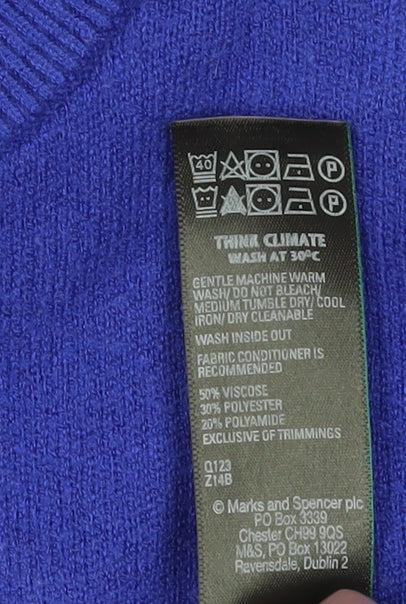 40 P
P
THINK CLIMATE
WASH AT 30°C
GENTLE MACHINE WARM
WASH/ DO NOT BLEACH/
MEDIUM TUMBLE DRY/ COOL
IRON/ DRY CLEANABLE
WASH INSIDE OUT
FABRIC CONDITIONER IS
RECOMMENDED
50% VISCOSE
30% POLYESTER
20% POLYAMIDE
EXCLUSIVE OF TRIMMINGS
Q123
Z14B
© Marks and Spencer plc
PO Box 3339
Chester CH99 9QS
M&S, PO Box 13022
Ravensdale, Dublin 2